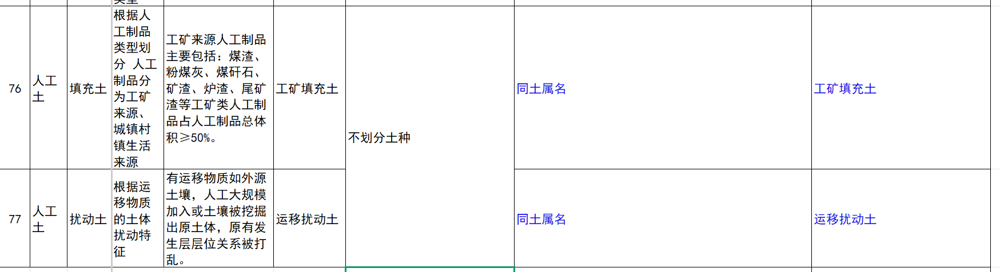 类型
76
人工
土
填充土
根据人
工制品
类型划
分 人工
制品分
为工矿
来源、
城镇村
镇生活
来源
工矿来源人工制品
主要包括：煤渣、
粉煤灰、煤矸石、
矿渣、炉渣、尾矿
渣等工矿类人工制
品占人工制品总体
积≥50%。
工矿填充土
不划分土种
同土属名
工矿填充土
77
人工
土
扰动土
根据运
移物质
的土体
扰动特
征
有运移物质如外源
土壤，人工大规模
加入或土壤被挖掘
出原土体，原有发
生层层位关系被打
乱。
运移扰动土
同土属名
运移扰动土